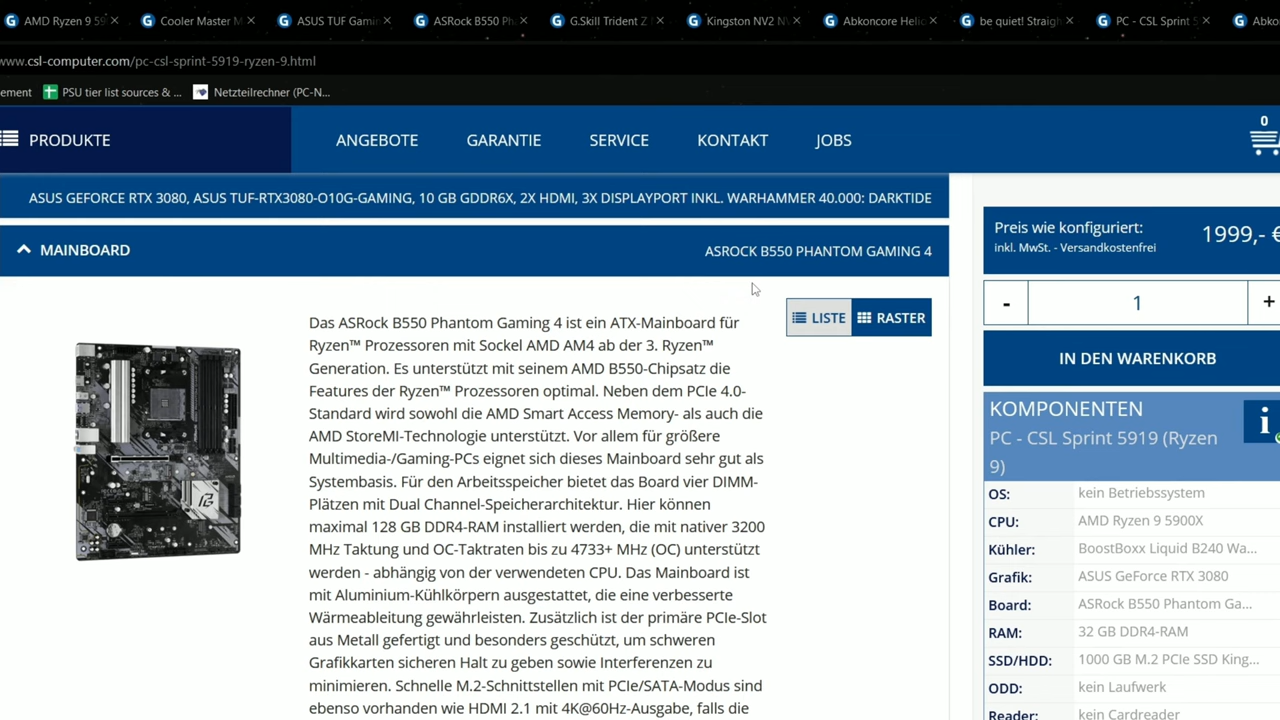 AMD Ryzen 9 59
Cooler Master M
ASUS TUF Gami
ASRock B550 Ph
G.Skill Trident Z
Kingston NV2 NV
Abkoncore Helio
be quiet! Straigh
PC - CSL Sprint 5
Abko
www.csl-computer.com/pc-csl-sprint-5919-ryzen-9.html
ement PSU tier list sources & ... Netzteilrechner (PC-N...
PRODUKTE ANGEBOTE GARANTIE SERVICE KONTAKT JOBS 0
ASUS GEFORCE RTX 3080, ASUS TUF-RTX3080-O10G-GAMING, 10 GB GDDR6X, 2X HDMI, 3X DISPLAYPORT INKL. WARHAMMER 40.000: DARKTIDE
MAINBOARD ASROCK B550 PHANTOM GAMING 4
LISTE RASTER
Das ASRock B550 Phantom Gaming 4 ist ein ATX-Mainboard für
Ryzen™ Prozessoren mit Sockel AMD AM4 ab der 3. Ryzen™
Generation. Es unterstützt mit seinem AMD B550-Chipsatz die
Features der Ryzen™ Prozessoren optimal. Neben dem PCIe 4.0-
Standard wird sowohl die AMD Smart Access Memory- als auch die
AMD StoreMI-Technologie unterstützt. Vor allem für größere
Multimedia-/Gaming-PCs eignet sich dieses Mainboard sehr gut als
Systembasis. Für den Arbeitsspeicher bietet das Board vier DIMM-
Plätzen mit Dual Channel-Speicherarchitektur. Hier können
maximal 128 GB DDR4-RAM installiert werden, die mit nativer 3200
MHz Taktung und OC-Taktraten bis zu 4733+ MHz (OC) unterstützt
werden - abhängig von der verwendeten CPU. Das Mainboard ist
mit Aluminium-Kühlkörpern ausgestattet, die eine verbesserte
Wärmeableitung gewährleisten. Zusätzlich ist der primäre PCIe-Slot
aus Metall gefertigt und besonders geschützt, um schweren
Grafikkarten sicheren Halt zu geben sowie Interferenzen zu
minimieren. Schnelle M.2-Schnittstellen mit PCIe/SATA-Modus sind
ebenso vorhanden wie HDMI 2.1 mit 4K@60Hz-Ausgabe, falls die
Preis wie konfiguriert: 1999,- €
inkl. MwSt. - Versandkostenfrei
- 1 +
IN DEN WARENKORB
KOMPONENTEN
PC - CSL Sprint 5919 (Ryzen
9)
OS: kein Betriebssystem
CPU: AMD Ryzen 9 5900X
Kühler: BoostBoxx Liquid B240 Wa...
Grafik: ASUS GeForce RTX 3080
Board: ASRock B550 Phantom Ga...
RAM: 32 GB DDR4-RAM
SSD/HDD: 1000 GB M.2 PCIe SSD King...
ODD: kein Laufwerk
Reader: kein Cardreader